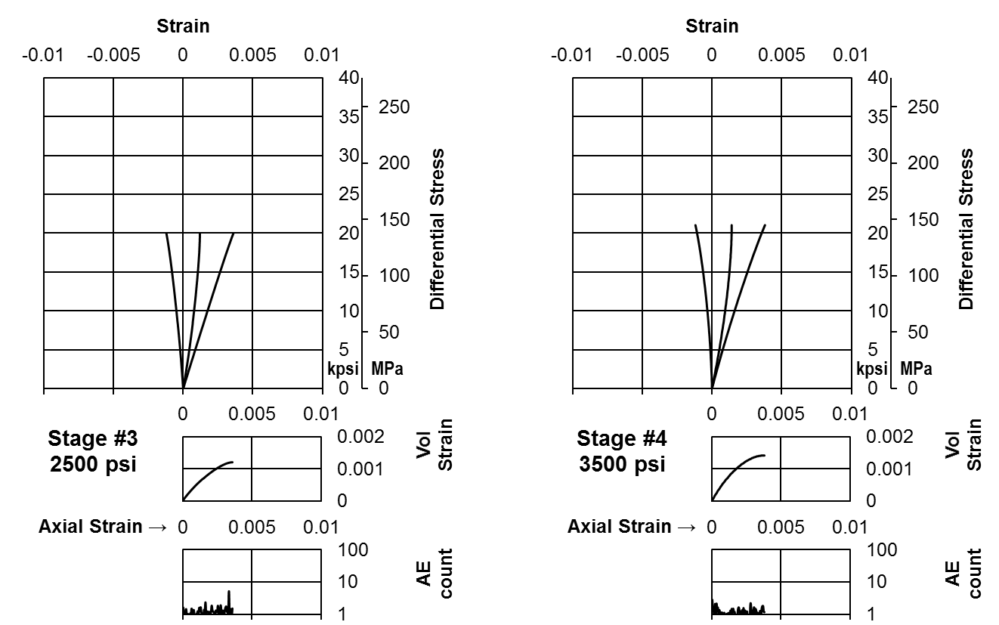 Strain
-0.01 -0.005 0 0.005 0.01
40
250
35
30
200
25
150
20
15
100
10
50
5
kpsi MPa
0 0
Differential Stress
0 0.005 0.01
Stage #3
2500 psi
0.002
0.001
0
Vol
Strain
Axial Strain → 0 0.005 0.01
100
10
1
AE
count
Strain
-0.01 -0.005 0 0.005 0.01
40
250
35
30
200
25
150
20
15
100
10
50
5
kpsi MPa
0 0
Differential Stress
0 0.005 0.01
Stage #4
3500 psi
0.002
0.001
0
Vol
Strain
Axial Strain → 0 0.005 0.01
100
10
1
AE
count